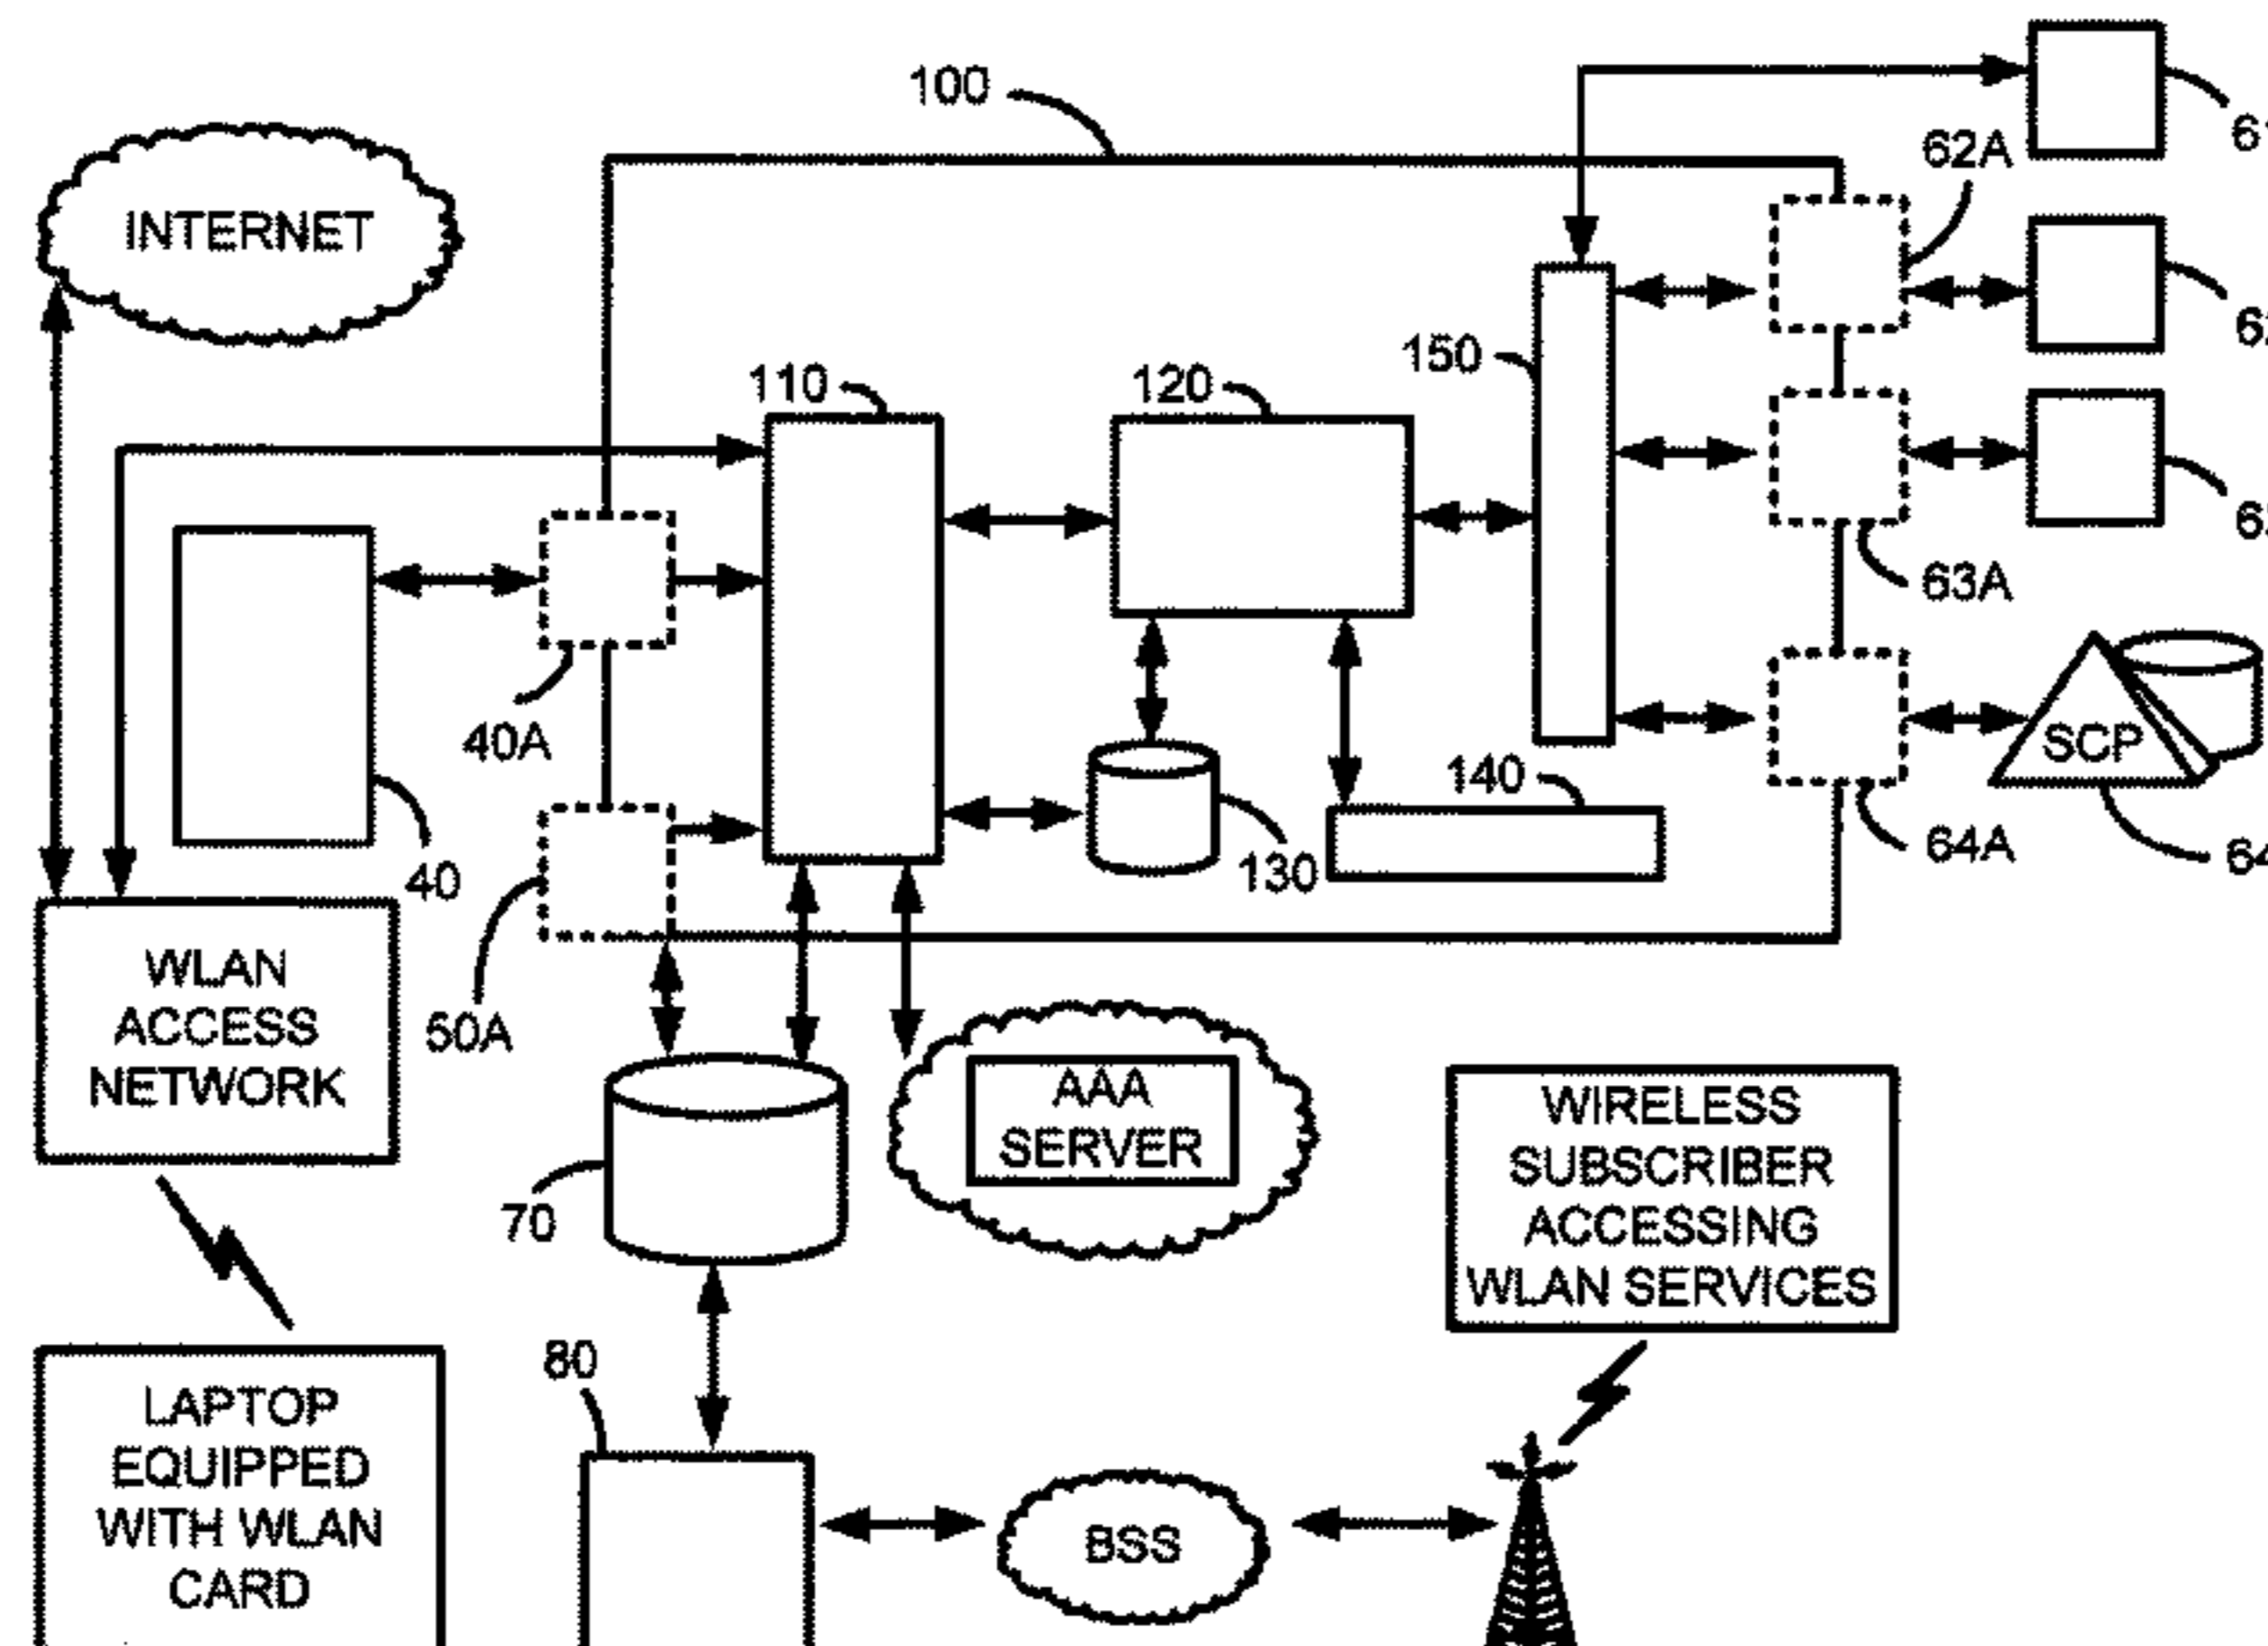 100
62A
INTERNET
150
110
120
63A
40A
SCP
140
40
130
64A
WLAN
ACCESS
NETWORK
50A
AAA
SERVER
70
WIRELESS
SUBSCRIBER
ACCESSING
WLAN SERVICES
80
LAPTOP
EQUIPPED
WITH WLAN
CARD
BSS
64